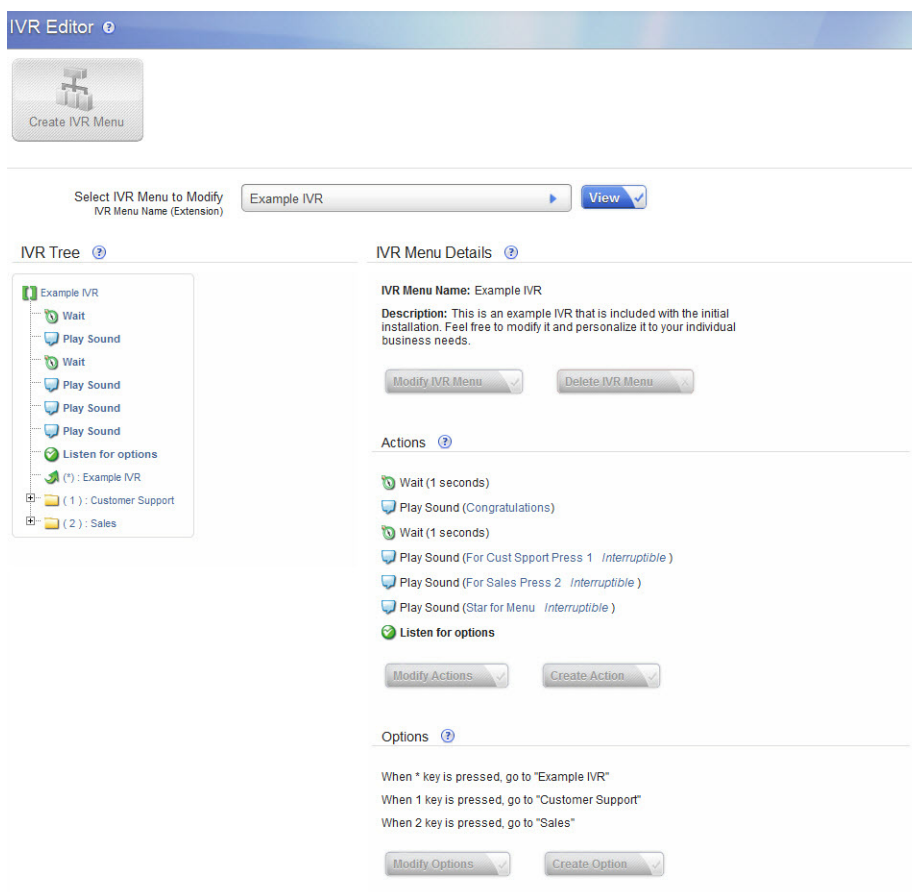 IVR Editor ?
Create IVR Menu
Select IVR Menu to Modify
IVR Menu Name (Extension)
Example IVR
View
IVR Tree ?
Example IVR
Wait
Play Sound
Wait
Play Sound
Play Sound
Play Sound
Listen for options
(*) : Example IVR
( 1 ) : Customer Support
( 2 ) : Sales
IVR Menu Details ?
IVR Menu Name: Example IVR
Description: This is an example IVR that is included with the initial
installation. Feel free to modify it and personalize it to your individual
business needs.
Modify IVR Menu
Delete IVR Menu
Actions ?
Wait (1 seconds)
Play Sound (Congratulations)
Wait (1 seconds)
Play Sound (For Cust Spport Press 1 Interruptible )
Play Sound (For Sales Press 2 Interruptible )
Play Sound (Star for Menu Interruptible )
Listen for options
Modify Actions
Create Action
Options ?
When * key is pressed, go to "Example IVR"
When 1 key is pressed, go to "Customer Support"
When 2 key is pressed, go to "Sales"
Modify Options
Create Option